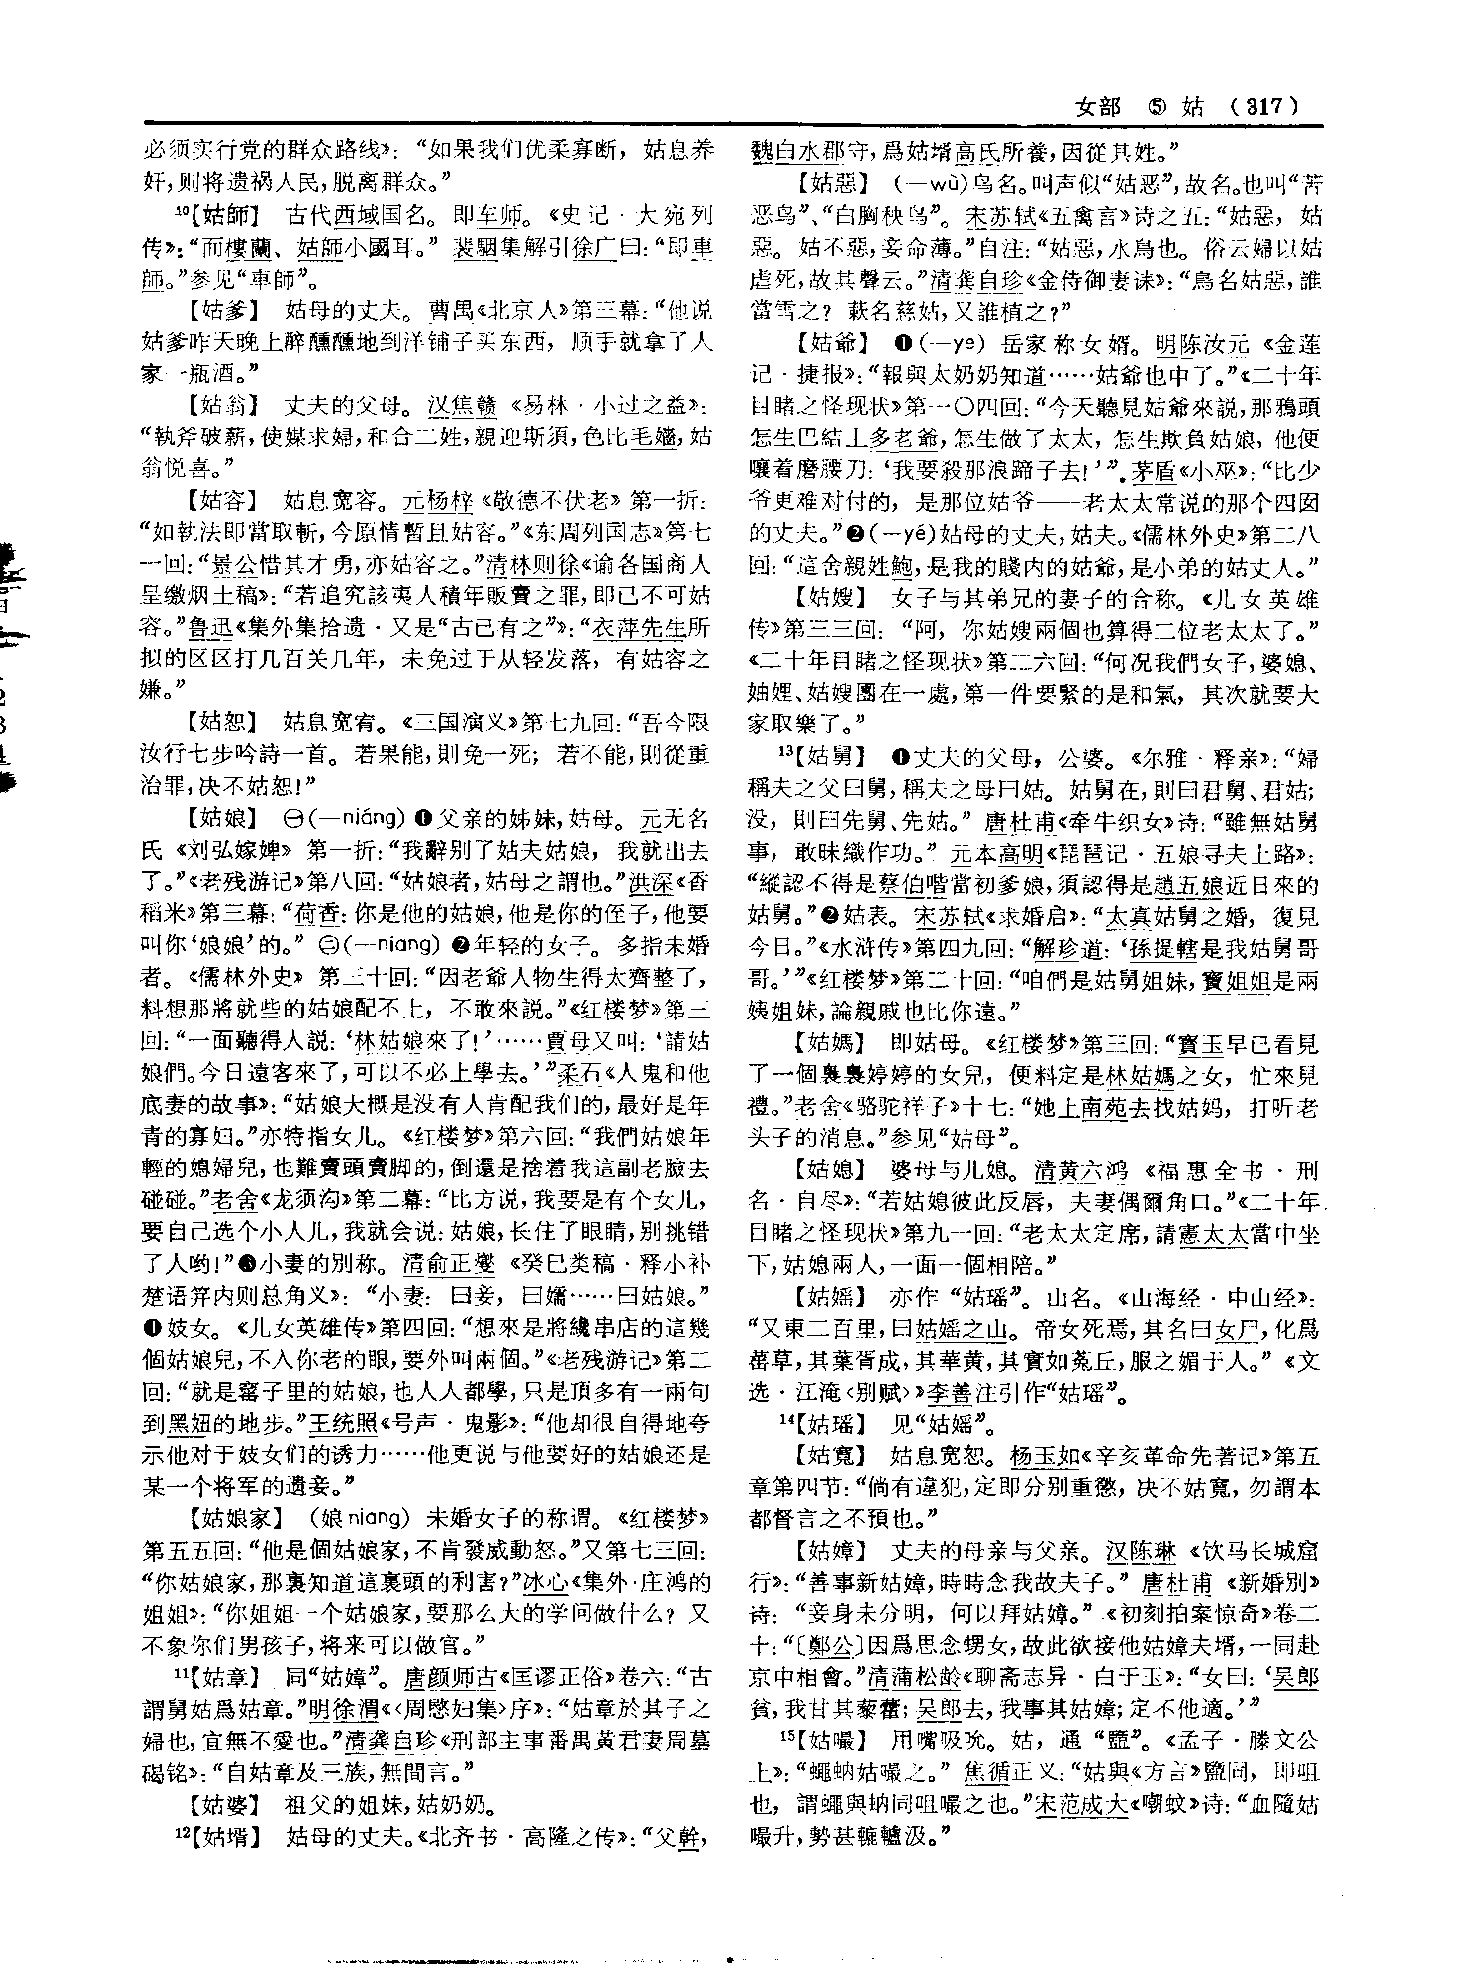 女部 ⑤ 姑 （317）
必须实行党的群众路线》：“如果我们优柔寡断，姑息养
奸，则将遗祸人民，脱离群众。”
10【姑師】 古代西域国名。即车师。《史记·大宛列
传》：“而樓蘭、姑師小國耳。”裴駰集解引徐广曰：“即車
師。”参见“車師”。
【姑爹】 姑母的丈夫。曹禺《北京人》第三幕：“他说
姑爹昨天晚上醉醺醺地到洋铺子买东西，顺手就拿了人
家一瓶酒。”
【姑翁】 丈夫的父母。汉焦赣《易林·小过之益》：
“執斧破薪，使媒求婦，和合二姓，親迎斯須，色比毛嬙，姑
翁悦喜。”
【姑容】 姑息宽容。元杨梓《敬德不伏老》第一折：
“如執法即當取斬，今原情暫且姑容。”《东周列国志》第七
一回：“景公惜其才勇，亦姑容之。”清林则徐《谕各国商人
呈缴烟土稿》：“若追究該夷人積年販賣之罪，即已不可姑
容。”鲁迅《集外集拾遗·又是“古已有之”》：“衣萍先生所
拟的区区打几百关几年，未免过于从轻发落，有姑容之
嫌。”
【姑恕】 姑息宽宥。《三国演义》第七九回：“吾今限
汝行七步吟詩一首。若果能，則免一死；若不能，則從重
治罪，决不姑恕！”
【姑娘】 ㊀（—niáng）❶父亲的姊妹，姑母。元无名
氏《刘弘嫁婢》第一折：“我辭别了姑夫姑娘，我就出去
了。”《老残游记》第八回：“姑娘者，姑母之謂也。”洪深《香
稻米》第三幕：“荷香：你是他的姑娘，他是你的侄子，他要
叫你‘娘娘’的。”㊁（—niang）❷年轻的女子。多指未婚
者。《儒林外史》第三十回：“因老爺人物生得太齊整了，
料想那將就些的姑娘配不上，不敢來説。”《红楼梦》第三
回：“一面聽得人説：‘林姑娘來了！’……賈母又叫：‘請姑
娘們。今日遠客來了，可以不必上學去。’”柔石《人鬼和他
底妻的故事》：“姑娘大概是没有人肯配我们的，最好是年
青的寡妇。”亦特指女儿。《红楼梦》第六回：“我們姑娘年
輕的媳婦兒，也難賣頭賣脚的，倒還是捨着我這副老臉去
碰碰。”老舍《龙须沟》第二幕：“比方说，我要是有个女儿，
要自己选个小人儿，我就会说：姑娘，长住了眼睛，别挑错
了人哟！”❸小妻的别称。清俞正燮《癸巳类稿·释小补
楚语笄内则总角义》：“小妻：曰妾，曰孀……曰姑娘。”
❹妓女。《儿女英雄传》第四回：“想來是將纔串店的這幾
個姑娘兒，不入你老的眼，要外叫兩個。”《老残游记》第二
回：“就是窰子里的姑娘，也人人都學，只是頂多有一兩句
到黑妞的地步。”王统照《号声·鬼影》：“他却很自得地夸
示他对于妓女们的诱力……他更说与他要好的姑娘还是
某一个将军的遗妾。”
【姑娘家】（娘niang） 未婚女子的称谓。《红楼梦》
第五五回：“他是個姑娘家，不肯發威動怒。”又第七三回：
“你姑娘家，那裏知道這裏頭的利害？”冰心《集外·庄鸿的
姐姐》：“你姐姐一个姑娘家，要那么大的学问做什么？又
不象你们男孩子，将来可以做官。”
11【姑章】 同“姑嫜”。唐颜师古《匡谬正俗》卷六：“古
謂舅姑爲姑章。”明徐渭《〈周愍妇集〉序》：“姑章於其子之
婦也，宜無不愛也。”清龚自珍《刑部主事番禺黄君妻周墓
碣铭》：“自姑章及三族，無間言。”
【姑婆】 祖父的姐妹，姑奶奶。
12【姑壻】 姑母的丈夫。《北齐书·高隆之传》：“父幹，
魏白水郡守，爲姑壻高氏所養，因從其姓。”
【姑惡】（—wù）鸟名。叫声似“姑恶”，故名。也叫“苦
恶鸟”、“白胸秧鸟”。宋苏轼《五禽言》诗之五：“姑惡，姑
惡。姑不惡，妾命薄。”自注：“姑惡，水鳥也。俗云婦以姑
虐死，故其聲云。”清龚自珍《金侍御妻诔》：“鳥名姑惡，誰
當雪之？蔌名慈姑，又誰植之？”
【姑爺】 ❶（—ye）岳家称女婿。明陈汝元《金莲
记·捷报》：“報與太奶奶知道……姑爺也中了。”《二十年
目睹之怪现状》第一〇四回：“今天聽見姑爺來説，那鴉頭
怎生巴結上多老爺，怎生做了太太，怎生欺負姑娘，他便
嚷着磨腰刀：‘我要殺那浪蹄子去！’”。茅盾《小巫》：“比少
爷更难对付的，是那位姑爷——老太太常说的那个四囡
的丈夫。”❷（—yé）姑母的丈夫，姑夫。《儒林外史》第二八
回：“這舍親姓鮑，是我的賤内的姑爺，是小弟的姑丈人。”
【姑嫂】 女子与其弟兄的妻子的合称。《儿女英雄
传》第三三回：“阿，你姑嫂兩個也算得二位老太太了。”
《二十年目睹之怪现状》第二六回：“何况我們女子，婆媳、
妯娌、姑嫂團在一處，第一件要緊的是和氣，其次就要大
家取樂了。”
13【姑舅】 ❶丈夫的父母，公婆。《尔雅·释亲》：“婦
稱夫之父曰舅，稱夫之母曰姑。姑舅在，則曰君舅、君姑；
没，則曰先舅、先姑。”唐杜甫《牵牛织女》诗：“雖無姑舅
事，敢昧織作功。”元本高明《琵琶记·五娘寻夫上路》：
“縱認不得是蔡伯喈當初爹娘，須認得是趙五娘近日來的
姑舅。”❷姑表。宋苏轼《求婚启》：“太真姑舅之婚，復見
今日。”《水浒传》第四九回：“解珍道：‘孫提轄是我姑舅哥
哥。’”《红楼梦》第二十回：“咱們是姑舅姐妹，寶姐姐是兩
姨姐妹，論親戚也比你遠。”
【姑媽】 即姑母。《红楼梦》第三回：“寶玉早已看見
了一個裊裊婷婷的女兒，便料定是林姑媽之女，忙來見
禮。”老舍《骆驼祥子》十七：“她上南苑去找姑妈，打听老
头子的消息。”参见“姑母”。
【姑媳】 婆母与儿媳。清黄六鸿《福惠全书·刑
名·自尽》：“若姑媳彼此反唇，夫妻偶爾角口。”《二十年
目睹之怪现状》第九一回：“老太太定席，請憲太太當中坐
下，姑媳兩人，一面一個相陪。”
【姑媱】 亦作“姑瑶”。山名。《山海经·中山经》：
“又東二百里，曰姑媱之山。帝女死焉，其名曰女尸，化爲
䔄草，其葉胥成，其華黄，其實如菟丘，服之媚于人。”《文
选·江淹〈别赋〉》李善注引作“姑瑶”。
14【姑瑶】 见“姑媱”。
【姑寬】 姑息宽恕。杨玉如《辛亥革命先著记》第五
章第四节：“倘有違犯，定即分别重懲，决不姑寬，勿謂本
都督言之不預也。”
【姑嫜】 丈夫的母亲与父亲。汉陈琳《饮马长城窟
行》：“善事新姑嫜，時時念我故夫子。”唐杜甫《新婚别》
诗：“妾身未分明，何以拜姑嫜。”《初刻拍案惊奇》卷二
十：“〔鄭公〕因爲思念甥女，故此欲接他姑嫜夫壻，一同赴
京中相會。”清蒲松龄《聊斋志异·白于玉》：“女曰：‘吴郎
貧，我甘其藜藿；吴郎去，我事其姑嫜；定不他適。’”
15【姑嘬】 用嘴吸吮。姑，通“盬”。《孟子·滕文公
上》：“蠅蚋姑嘬之。”焦循正义：“姑與《方言》盬同，即咀
也，謂蠅與蚋同咀嘬之也。”宋范成大《嘲蚊》诗：“血隨姑
嘬升，勢甚轆轤汲。”